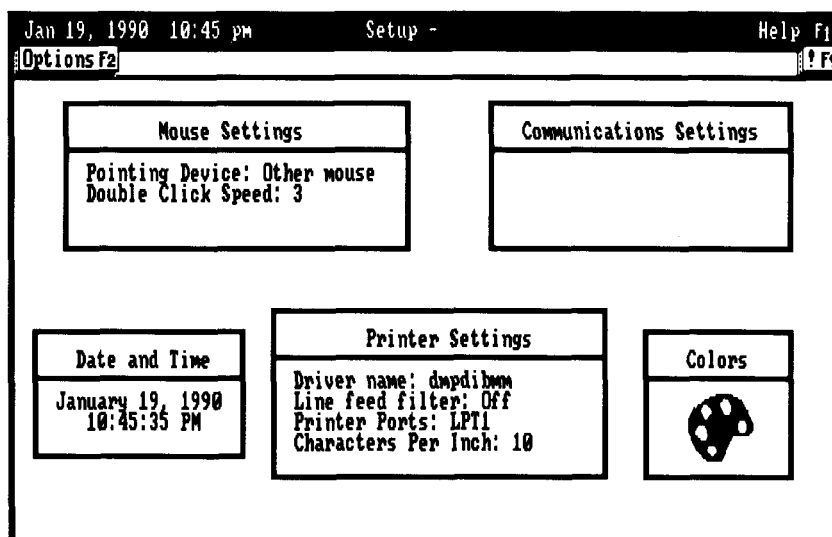 Jan 19, 1990 10:45 pm Setup - Help F1
Options F2 ! F
Mouse Settings
Pointing Device: Other mouse
Double Click Speed: 3
Communications Settings
Date and Time
January 19, 1990
10:45:35 PM
Printer Settings
Driver name: dmpdibmm
Line feed filter: Off
Printer Ports: LPT1
Characters Per Inch: 10
Colors